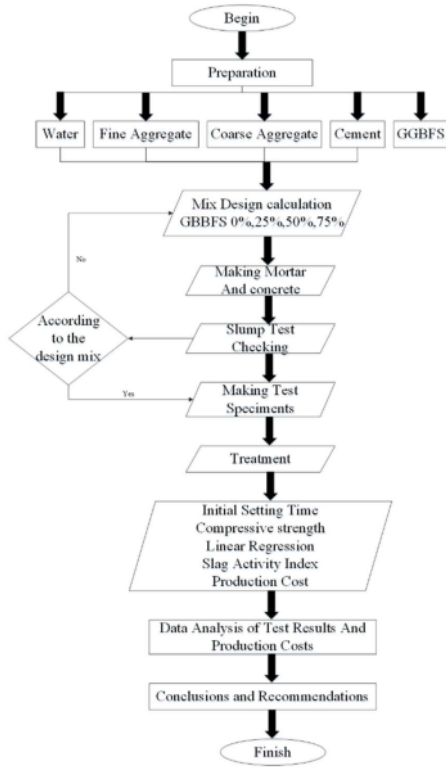 Begin
Preparation
Water
Fine Aggregate
Coarse Aggregate
Cement
GGBFS
Mix Design calculation
GBBFS 0%,25%,50%,75%
No
Making Mortar
And concrete
According
to the
design mix
Slump Test
Checking
Yes
Making Test
Speciments
Treatment
Initial Setting Time
Compressive strength
Linear Regression
Slag Activity Index
Production Cost
Data Analysis of Test Results And
Production Costs
Conclusions and Recommendations
Finish